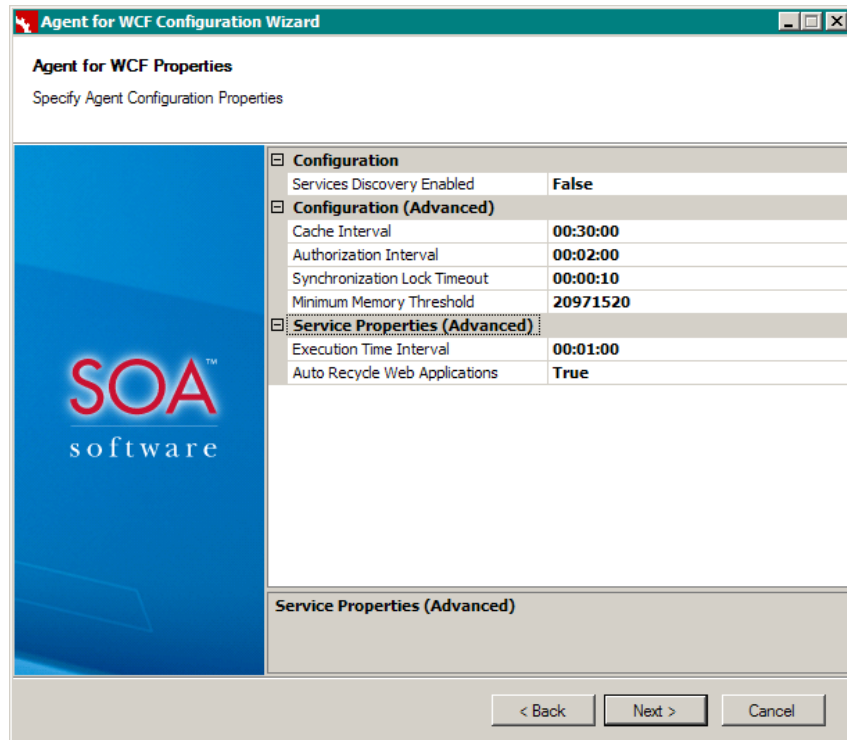 Agent for WCF Configuration Wizard
Agent for WCF Properties
Specify Agent Configuration Properties
Configuration
Services Discovery Enabled False
Configuration (Advanced)
Cache Interval 00:30:00
Authorization Interval 00:02:00
Synchronization Lock Timeout 00:00:10
Minimum Memory Threshold 20971520
Service Properties (Advanced)
Execution Time Interval 00:01:00
Auto Recycle Web Applications True
SOA™
software
Service Properties (Advanced)
< Back Next > Cancel